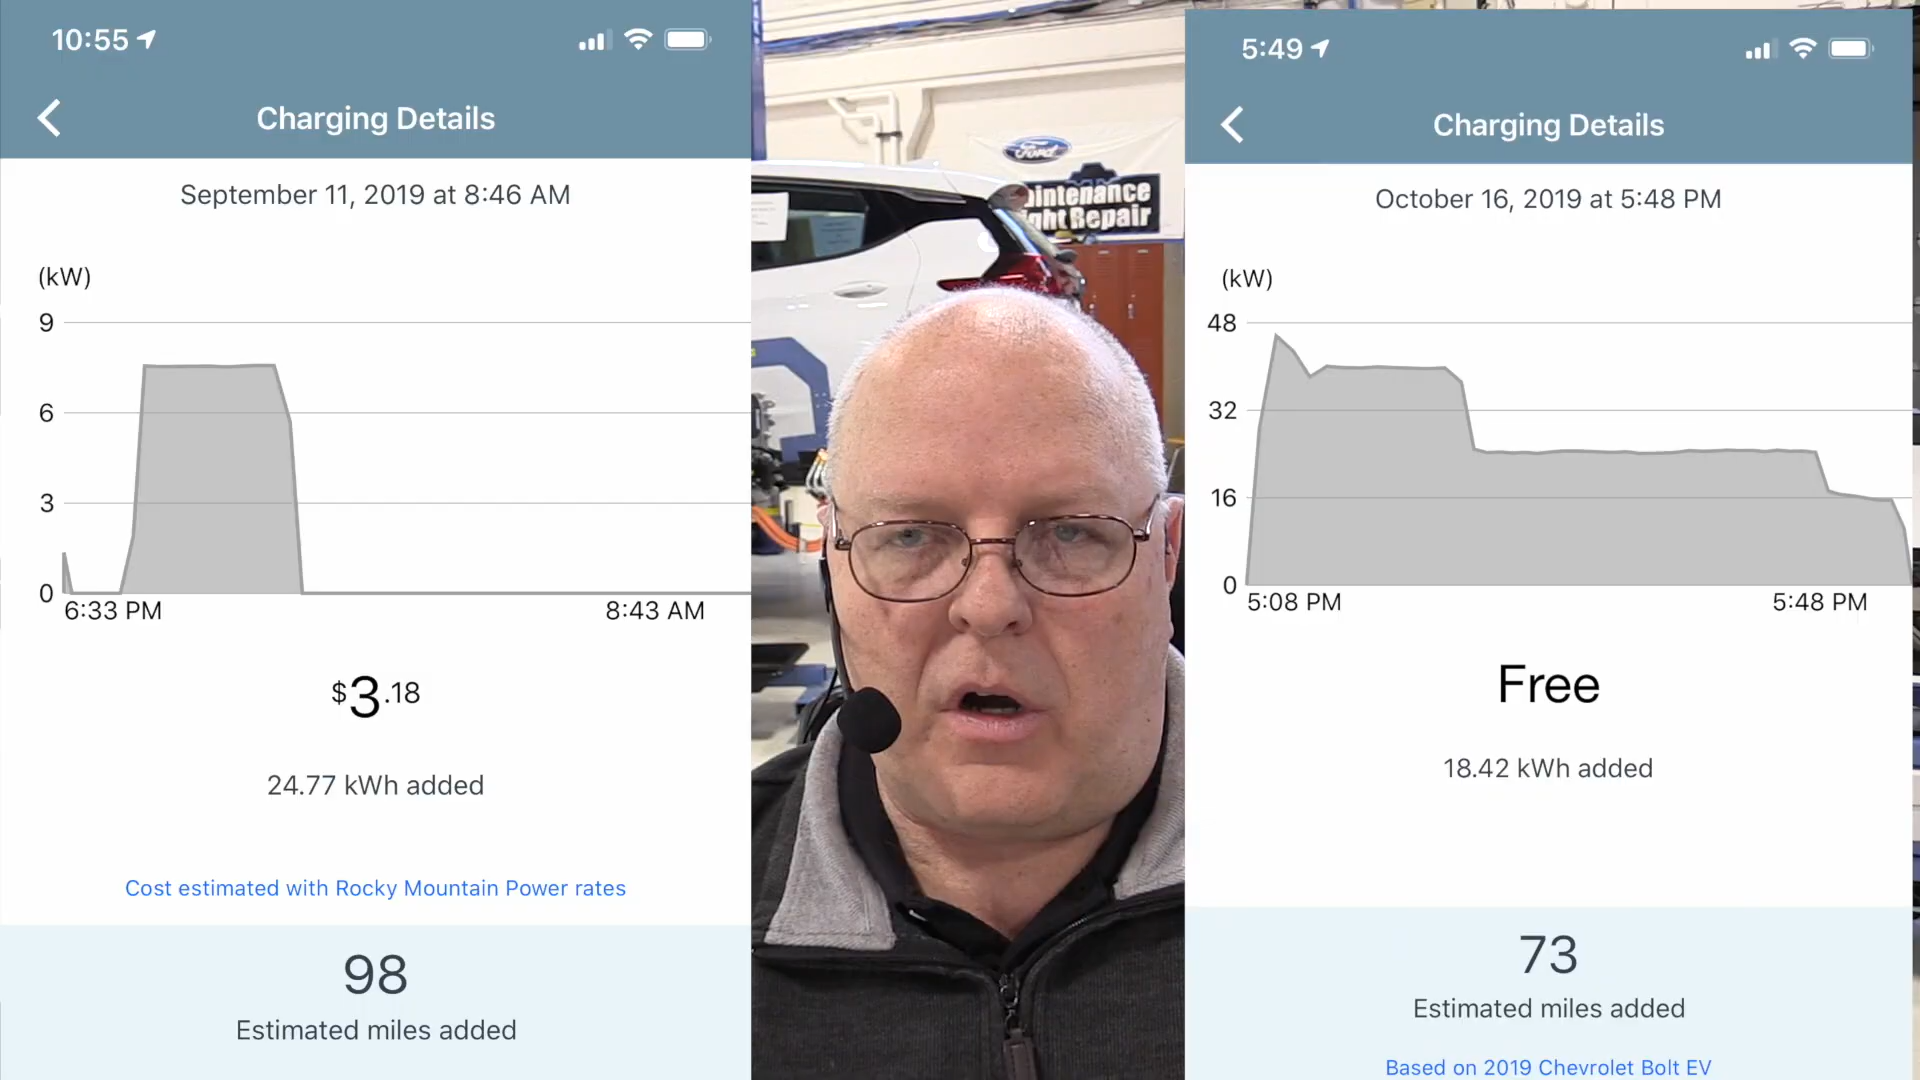 10:55
Charging Details
September 11, 2019 at 8:46 AM
(kW)
9
6
3
0
6:33 PM
8:43 AM
$3.18
24.77 kWh added
Cost estimated with Rocky Mountain Power rates
98
Estimated miles added
Ford
aintenance
ight Repair
5:49
Charging Details
October 16, 2019 at 5:48 PM
(kW)
48
32
16
0
5:08 PM
5:48 PM
Free
18.42 kWh added
73
Estimated miles added
Based on 2019 Chevrolet Bolt EV